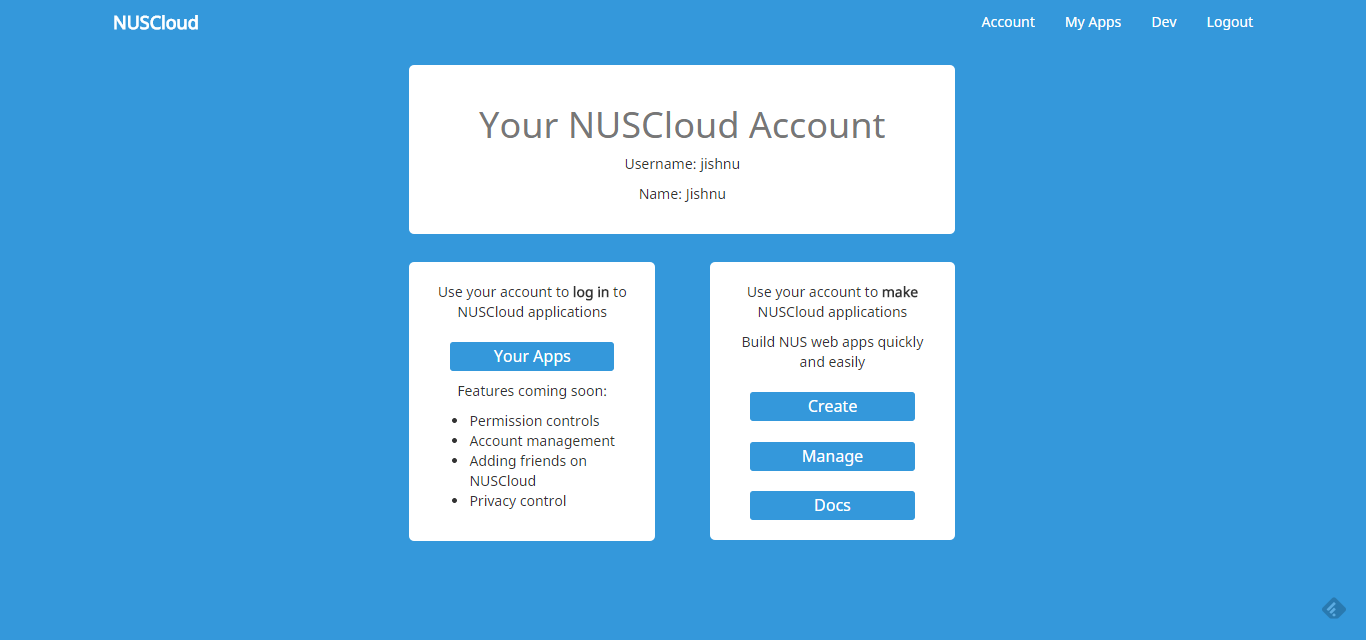 NUSCloud
Account
My Apps
Dev
Logout
Your NUSCloud Account
Username: jishnu
Name: Jishnu
Use your account to log in to
NUSCloud applications
Your Apps
Features coming soon:
Permission controls
Account management
Adding friends on
NUSCloud
Privacy control
Use your account to make
NUSCloud applications
Build NUS web apps quickly
and easily
Create
Manage
Docs